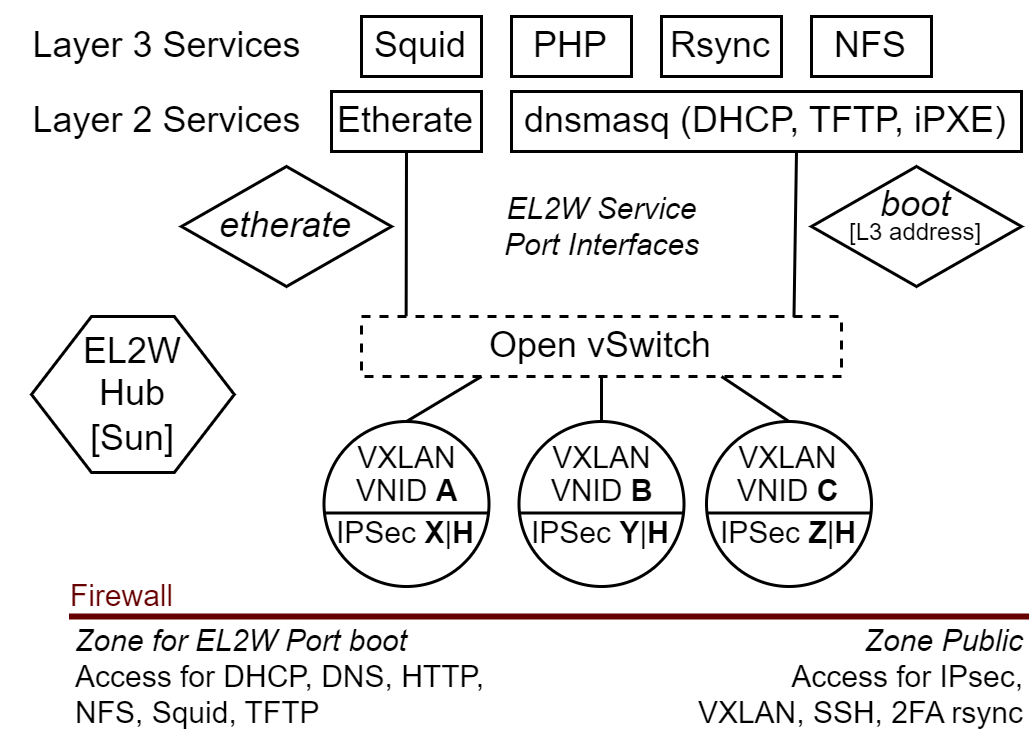 Layer 3 Services Squid PHP Rsync NFS
Layer 2 Services Etherate dnsmasq (DHCP, TFTP, iPXE)
etherate
EL2W Service
Port Interfaces
boot
[L3 address]
Open vSwitch
EL2W
Hub
[Sun]
VXLAN
VNID A
IPSec X|H
VXLAN
VNID B
IPSec Y|H
VXLAN
VNID C
IPSec Z|H
Firewall
Zone for EL2W Port boot
Access for DHCP, DNS, HTTP,
NFS, Squid, TFTP
Zone Public
Access for IPsec,
VXLAN, SSH, 2FA rsync